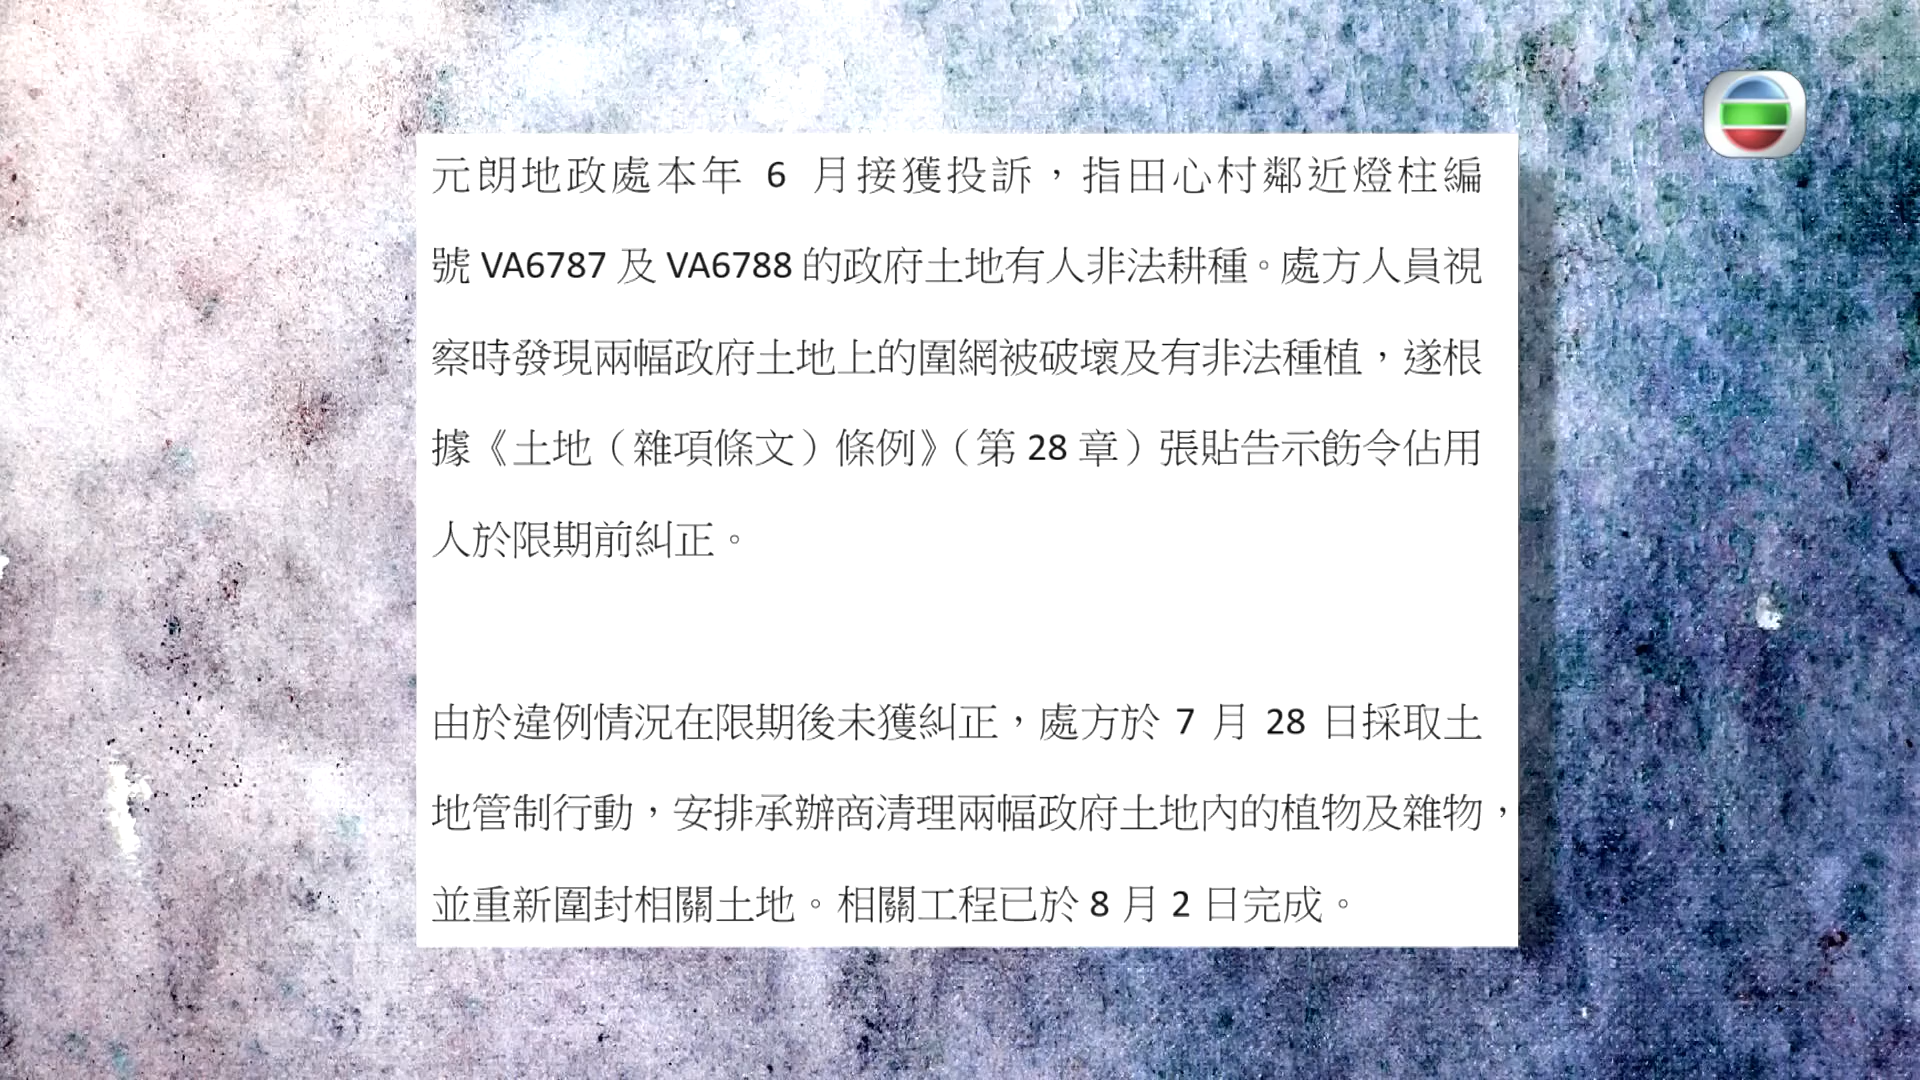 元朗地政處本年 6 月接獲投訴，指田心村鄰近燈柱編
號 VA6787 及 VA6788 的政府土地有人非法耕種。處方人員視
察時發現兩幅政府土地上的圍網被破壞及有非法種植，遂根
據《土地（雜項條文）條例》（第 28 章）張貼告示飭令佔用
人於限期前糾正。
由於違例情況在限期後未獲糾正，處方於 7 月 28 日採取土
地管制行動，安排承辦商清理兩幅政府土地內的植物及雜物，
並重新圍封相關土地。相關工程已於 8 月 2 日完成。